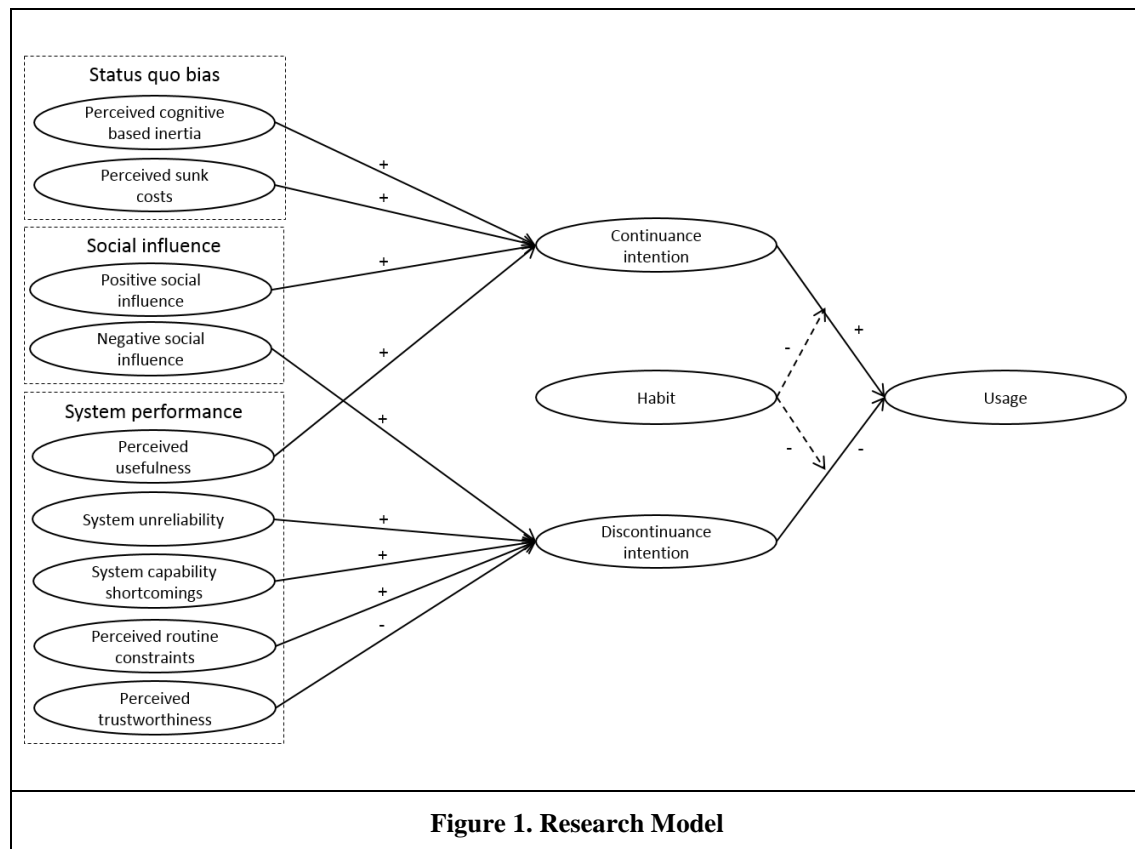 Status quo bias
Perceived cognitive
based inertia
Perceived sunk
costs
Social influence
Positive social
influence
Negative social
influence
System performance
Perceived
usefulness
System unreliability
System capability
shortcomings
Perceived routine
constraints
Perceived
trustworthiness
+
+
+
+
+
+
+
+
-
Continuance
intention
Habit
Discontinuance
intention
-
-
+
-
Usage
Figure 1. Research Model